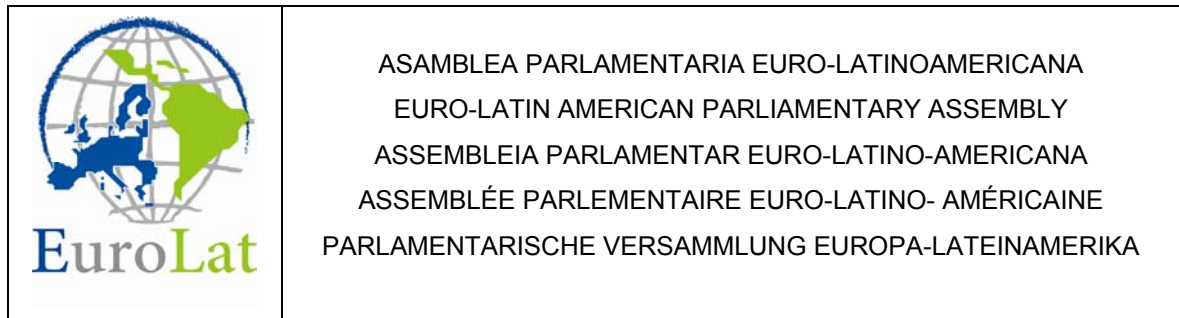 EuroLat
ASAMBLEA PARLAMENTARIA EURO-LATINOAMERICANA
EURO-LATIN AMERICAN PARLIAMENTARY ASSEMBLY
ASSEMBLEIA PARLAMENTAR EURO-LATINO-AMERICANA
ASSEMBLÉE PARLEMENTAIRE EURO-LATINO- AMÉRICAINE
PARLAMENTARISCHE VERSAMMLUNG EUROPA-LATEINAMERIKA